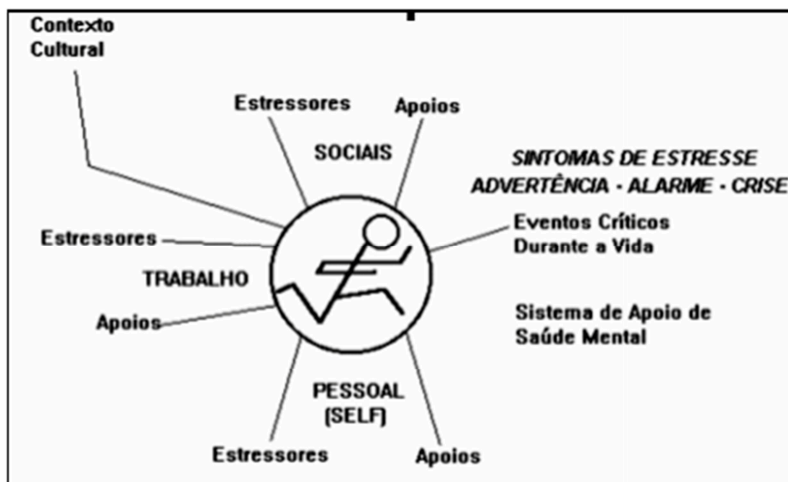 Contexto
Cultural
Estressores
Apoios
SOCIAIS
SINTOMAS DE ESTRESSE
ADVERTÊNCIA - ALARME - CRISE
Eventos Críticos
Durante a Vida
Estressores
TRABALHO
Apoios
Sistema de Apoio de
Saúde Mental
PESSOAL
(SELF)
Estressores
Apoios